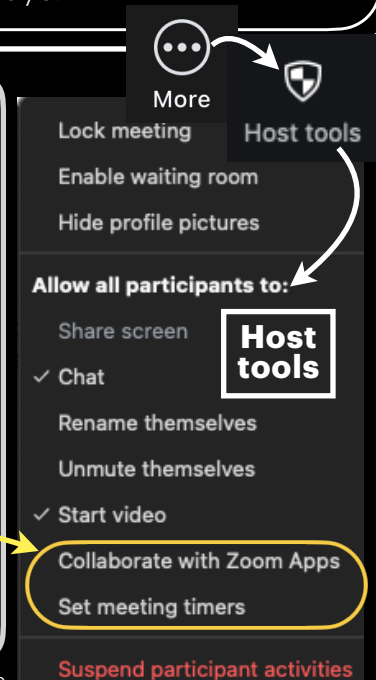 More
Host tools
Lock meeting
Enable waiting room
Hide profile pictures
Allow all participants to:
Share screen
Host
tools
✓ Chat
Rename themselves
Unmute themselves
✓ Start video
Collaborate with Zoom Apps
Set meeting timers
Suspend participant activities